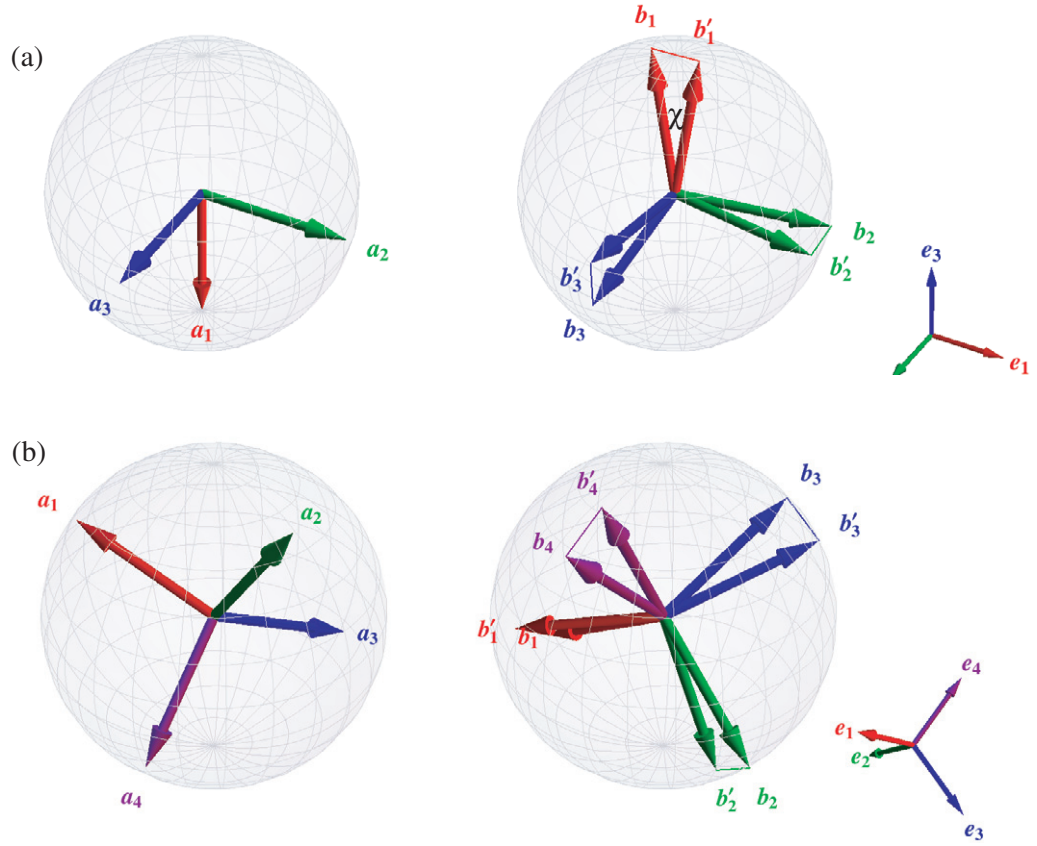 (a)
b₁ b′₁
χ
a₂
b₂
b′₂
a₃
a₁
b′₃
b₃
e₃
e₁
(b)
a₁
a₂
a₃
a₄
b′₄
b₄
b₃
b′₃
b′₁ b₁
b′₂ b₂
e₄
e₁
e₂
e₃